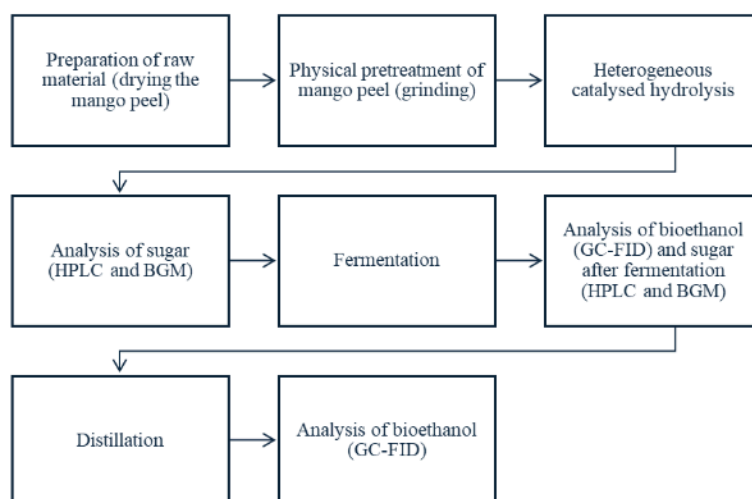 Preparation of raw
material (drying the
mango peel)
Physical pretreatment of
mango peel (grinding)
Heterogeneous
catalysed hydrolysis
Analysis of sugar
(HPLC and BGM)
Fermentation
Analysis of bioethanol
(GC-FID) and sugar
after fermentation
(HPLC and BGM)
Distillation
Analysis of bioethanol
(GC-FID)